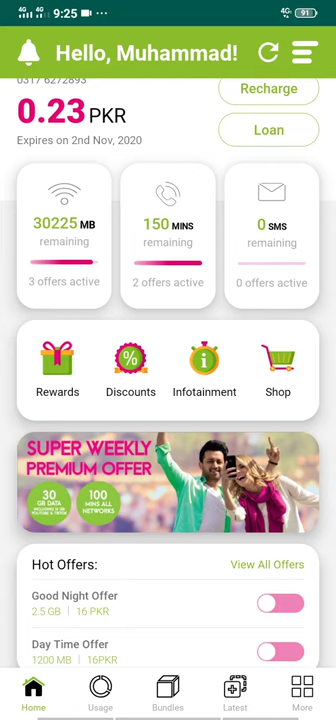 9:25
4G 91
Hello, Muhammad!
0317 6272893
0.23 PKR
Expires on 2nd Nov, 2020
Recharge
Loan
30225 MB
remaining
3 offers active
150 MINS
remaining
2 offers active
0 SMS
remaining
0 offers active
Rewards
Discounts
Infotainment
Shop
SUPER WEEKLY
PREMIUM OFFER
30
GB DATA
100
MINS ALL
NETWORKS
Hot Offers:
View All Offers
Good Night Offer
2.5 GB | 16 PKR
Day Time Offer
1200 MB | 16PKR
Home
Usage
Bundles
Latest
More